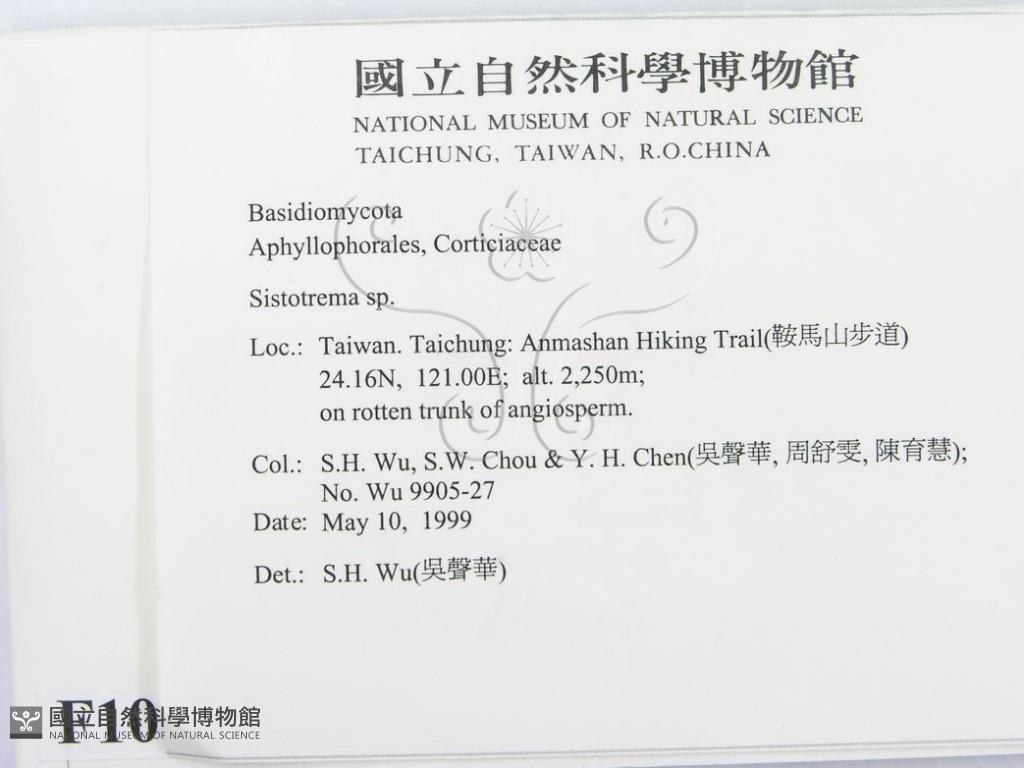 國立自然科學博物館
NATIONAL MUSEUM OF NATURAL SCIENCE
TAICHUNG, TAIWAN, R.O.CHINA
Basidiomycota
Aphyllophorales, Corticiaceae
Sistotrema sp.
Loc.: Taiwan. Taichung: Anmashan Hiking Trail(鞍馬山步道)
24.16N, 121.00E; alt. 2,250m;
on rotten trunk of angiosperm.
Col.: S.H. Wu, S.W. Chou & Y. H. Chen(吳聲華, 周舒雯, 陳育慧);
No. Wu 9905-27
Date: May 10, 1999
Det.: S.H. Wu(吳聲華)
F10
國立自然科學博物館
NATIONAL MUSEUM OF NATURAL SCIENCE